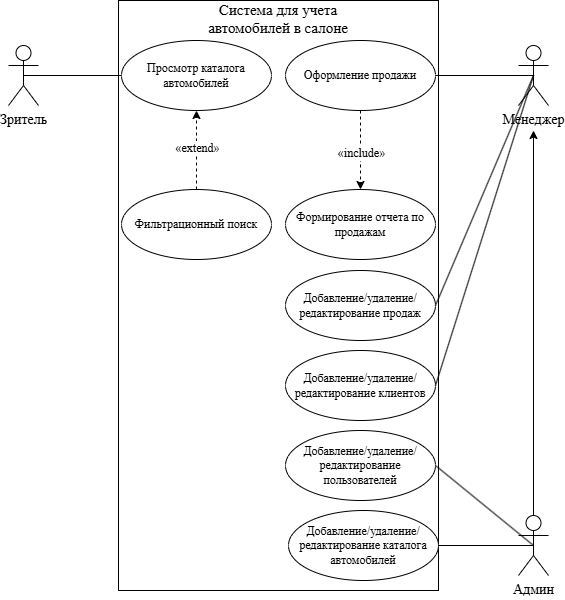 Система для учета
автомобилей в салоне
Просмотр каталога
автомобилей
Оформление продажи
Зритель
Менеджер
«extend»
«include»
Фильтрационный поиск
Формирование отчета по
продажам
Добавление/удаление/
редактирование продаж
Добавление/удаление/
редактирование клиентов
Добавление/удаление/
редактирование
пользователей
Добавление/удаление/
редактирование каталога
автомобилей
Админ